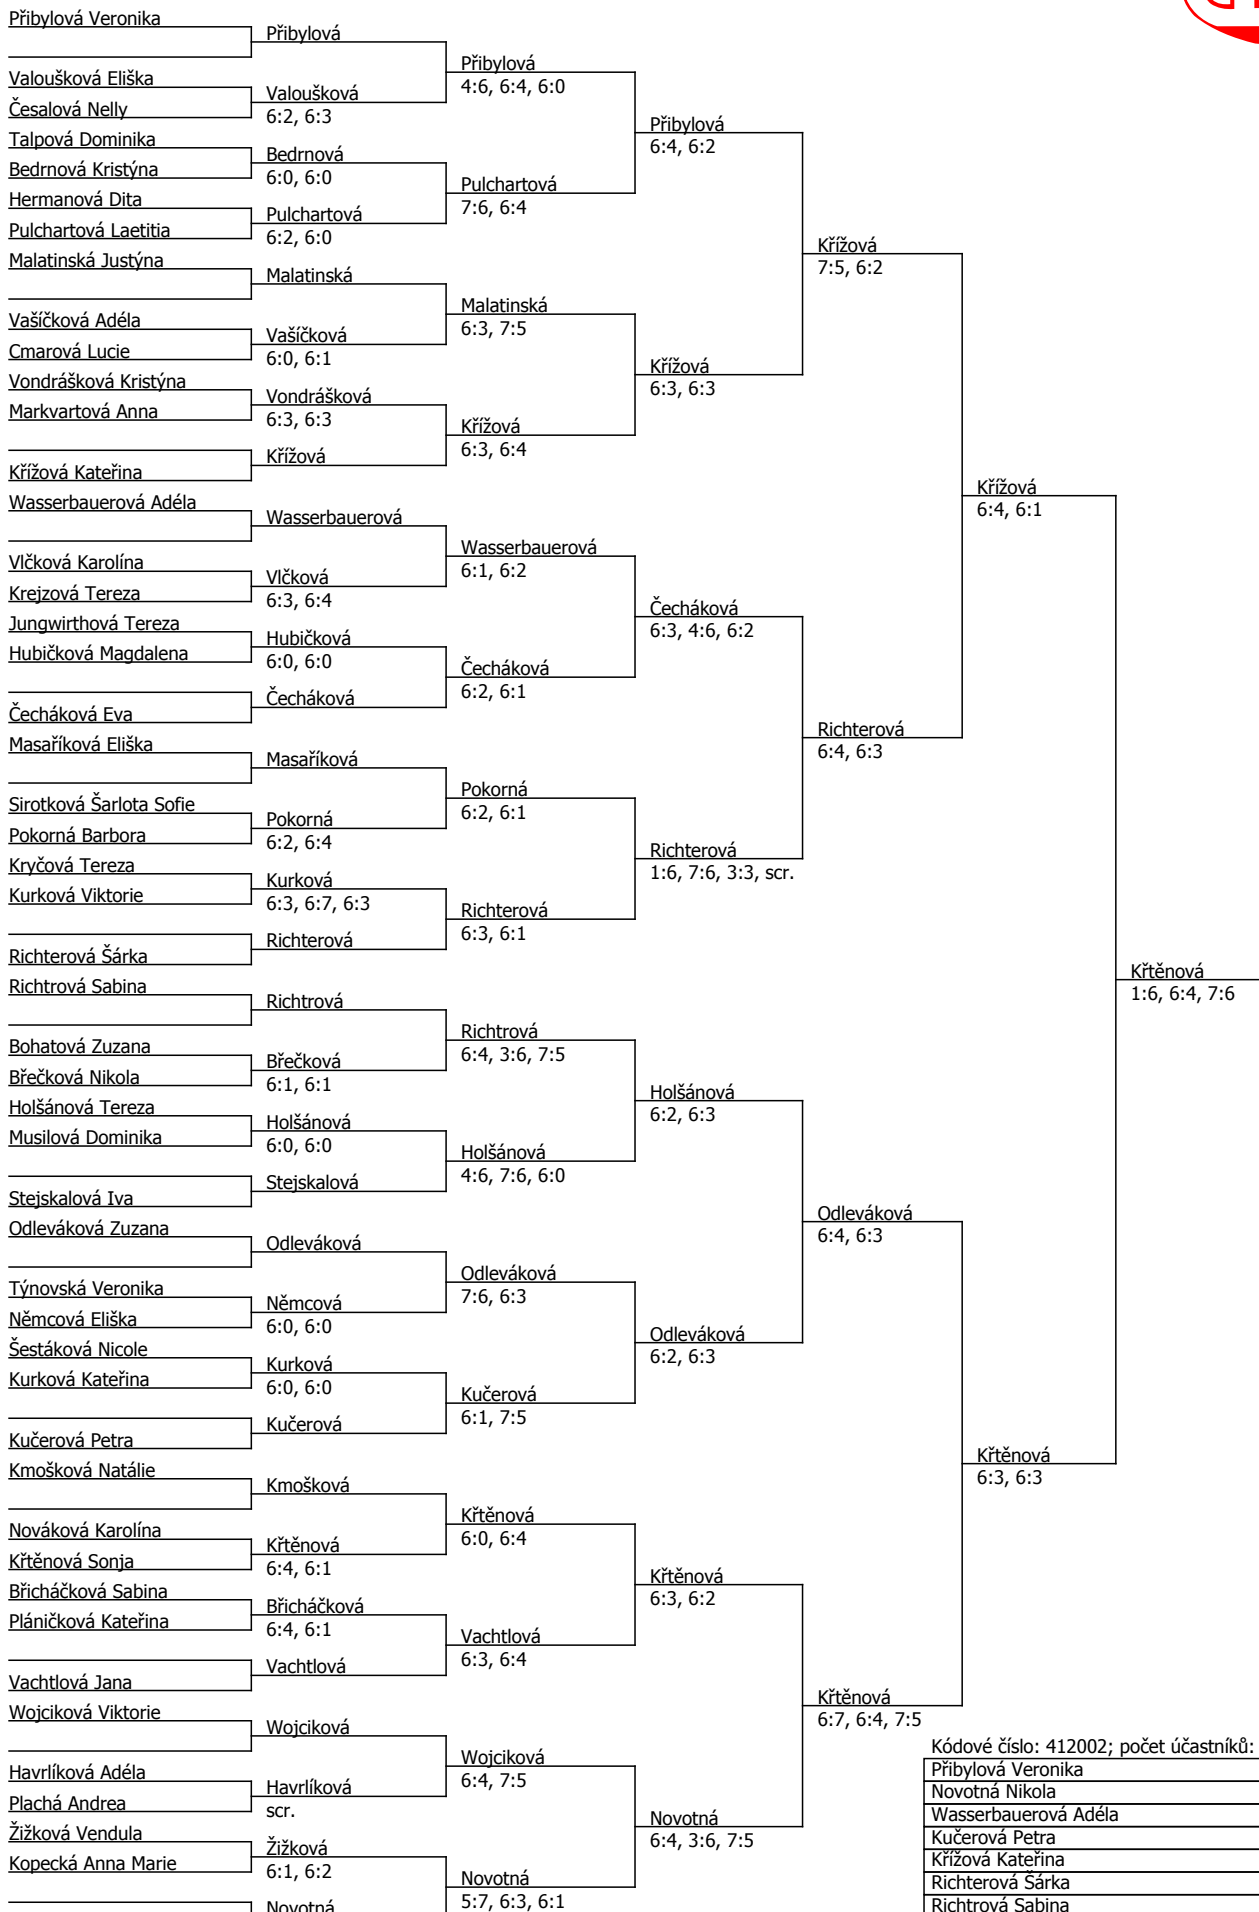 Přibylová Veronika
Valoušková Eliška
Česalová Nelly
Talpová Dominika
Bedrnová Kristýna
Hermanová Dita
Pulchartová Laetitia
Malatinská Justýna
Vašíčková Adéla
Cmarová Lucie
Vondrášková Kristýna
Markvartová Anna
Křížová Kateřina
Wasserbauerová Adéla
Vlčková Karolína
Krejzová Tereza
Jungwirthová Tereza
Hubičková Magdalena
Čecháková Eva
Masaříková Eliška
Sirotková Šarlota Sofie
Pokorná Barbora
Kryčová Tereza
Kurková Viktorie
Richterová Šárka
Richtrová Sabina
Bohatová Zuzana
Břečková Nikola
Holšánová Tereza
Musilová Dominika
Stejskalová Iva
Odleváková Zuzana
Týnovská Veronika
Němcová Eliška
Šestáková Nicole
Kurková Kateřina
Kučerová Petra
Kmošková Natálie
Nováková Karolína
Křtěnová Sonja
Břicháčková Sabina
Pláničková Kateřina
Vachtlová Jana
Wojciková Viktorie
Havrlíková Adéla
Plachá Andrea
Žižková Vendula
Kopecká Anna Marie
Přibylová
Valoušková
6:2, 6:3
Bedrnová
6:0, 6:0
Pulchartová
6:2, 6:0
Malatinská
Vašíčková
6:0, 6:1
Vondrášková
6:3, 6:3
Křížová
Wasserbauerová
Vlčková
6:3, 6:4
Hubičková
6:0, 6:0
Čecháková
Masaříková
Pokorná
6:2, 6:4
Kurková
6:3, 6:7, 6:3
Richterová
Richtrová
Břečková
6:1, 6:1
Holšánová
6:0, 6:0
Stejskalová
Odleváková
Němcová
6:0, 6:0
Kurková
6:0, 6:0
Kučerová
Kmošková
Křtěnová
6:4, 6:1
Břicháčková
6:4, 6:1
Vachtlová
Wojciková
Havrlíková
scr.
Žižková
6:1, 6:2
Novotná
Přibylová
4:6, 6:4, 6:0
Pulchartová
7:6, 6:4
Malatinská
6:3, 7:5
Křížová
6:3, 6:4
Wasserbauerová
6:1, 6:2
Čecháková
6:2, 6:1
Pokorná
6:2, 6:1
Richterová
6:3, 6:1
Richtrová
6:4, 3:6, 7:5
Holšánová
4:6, 7:6, 6:0
Odleváková
7:6, 6:3
Kučerová
6:1, 7:5
Křtěnová
6:0, 6:4
Vachtlová
6:3, 6:4
Wojciková
6:4, 7:5
Novotná
5:7, 6:3, 6:1
Přibylová
6:4, 6:2
Křížová
6:3, 6:3
Čecháková
6:3, 4:6, 6:2
Richterová
1:6, 7:6, 3:3, scr.
Holšánová
6:2, 6:3
Odleváková
6:2, 6:3
Křtěnová
6:3, 6:2
Novotná
6:4, 3:6, 7:5
Křížová
7:5, 6:2
Richterová
6:4, 6:3
Odleváková
6:4, 6:3
Křtěnová
6:7, 6:4, 7:5
Křížová
6:4, 6:1
Křtěnová
6:3, 6:3
Křtěnová
1:6, 6:4, 7:6
Kódové číslo: 412002; počet účastníků:
Přibylová Veronika
Novotná Nikola
Wasserbauerová Adéla
Kučerová Petra
Křížová Kateřina
Richterová Šárka
Richtrová Sabina